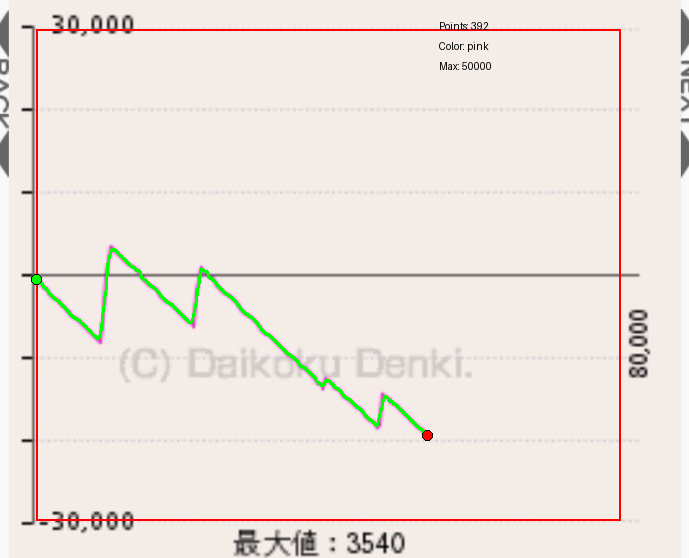 30,000
Points: 392
Color: pink
Max: 50000
BACK
NEXT
80,000
(C) Daikoku Denki.
-30,000
最大値：3540